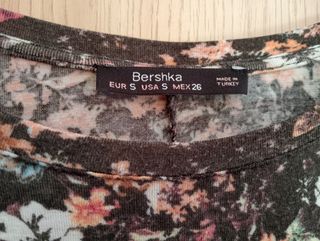 Bershka
EUR S USA S MEX 26
MADE IN
TURKEY